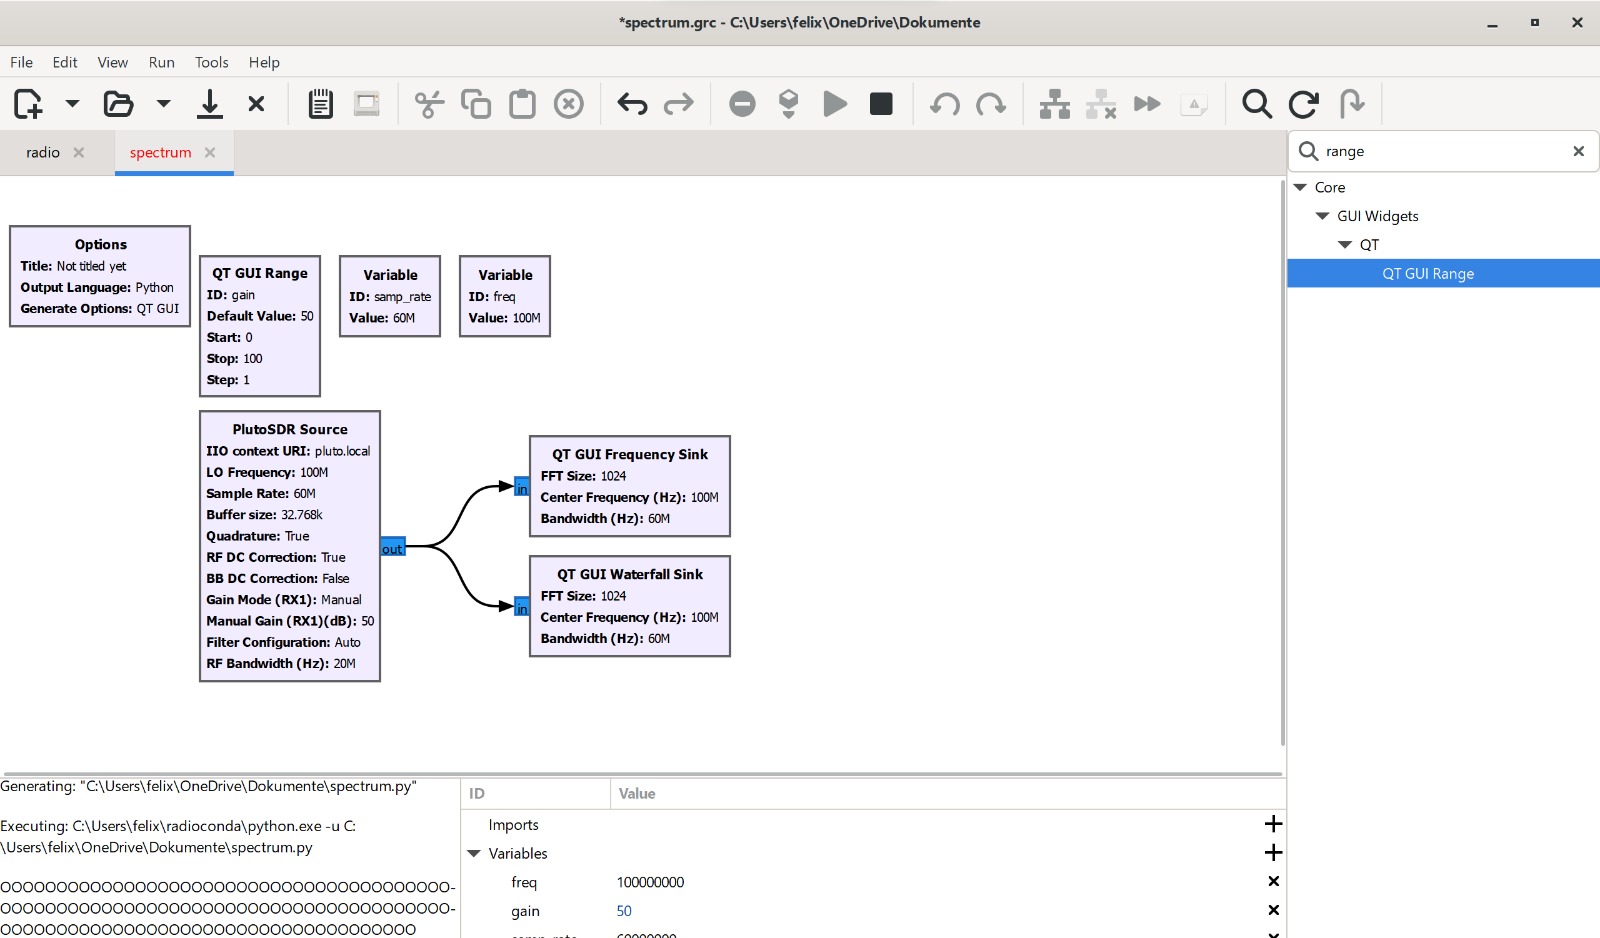 *spectrum.grc - C:\Users\felix\OneDrive\Dokumente
File Edit View Run Tools Help
radio
spectrum
range
Core
GUI Widgets
QT
QT GUI Range
Options
Title: Not titled yet
Output Language: Python
Generate Options: QT GUI
QT GUI Range
ID: gain
Default Value: 50
Start: 0
Stop: 100
Step: 1
Variable
ID: samp_rate
Value: 60M
Variable
ID: freq
Value: 100M
PlutoSDR Source
IIO context URI: pluto.local
LO Frequency: 100M
Sample Rate: 60M
Buffer size: 32.768k
Quadrature: True
RF DC Correction: True
BB DC Correction: False
Gain Mode (RX1): Manual
Manual Gain (RX1)(dB): 50
Filter Configuration: Auto
RF Bandwidth (Hz): 20M
out
in
QT GUI Frequency Sink
FFT Size: 1024
Center Frequency (Hz): 100M
Bandwidth (Hz): 60M
in
QT GUI Waterfall Sink
FFT Size: 1024
Center Frequency (Hz): 100M
Bandwidth (Hz): 60M
Generating: "C:\Users\felix\OneDrive\Dokumente\spectrum.py"
Executing: C:\Users\felix\radioconda\python.exe -u C:
\Users\felix\OneDrive\Dokumente\spectrum.py
OOOOOOOOOOOOOOOOOOOOOOOOOOOOOOOOOOOOOOOO-
OOOOOOOOOOOOOOOOOOOOOOOOOOOOOOOOOOOOOOOO-
OOOOOOOOOOOOOOOOOOOOOOOOOOOOOOOOOOOOO
ID Value
Imports
Variables
freq 100000000
gain 50
samp_rate 60000000